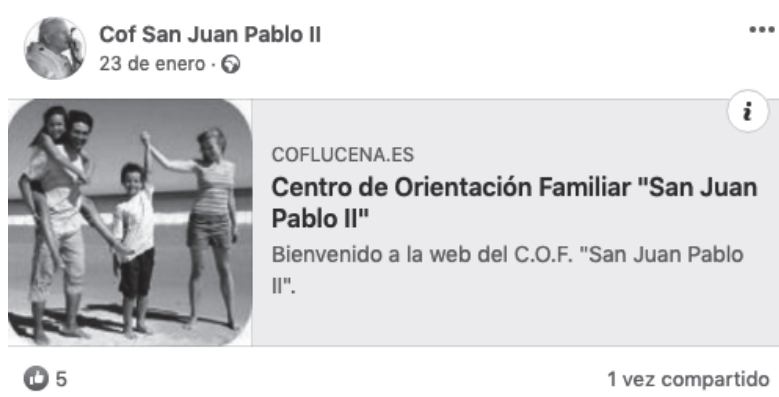 Cof San Juan Pablo II
23 de enero ·
i
COFLUCENA.ES
Centro de Orientación Familiar "San Juan
Pablo II"
Bienvenido a la web del C.O.F. "San Juan Pablo
II".
5
1 vez compartido